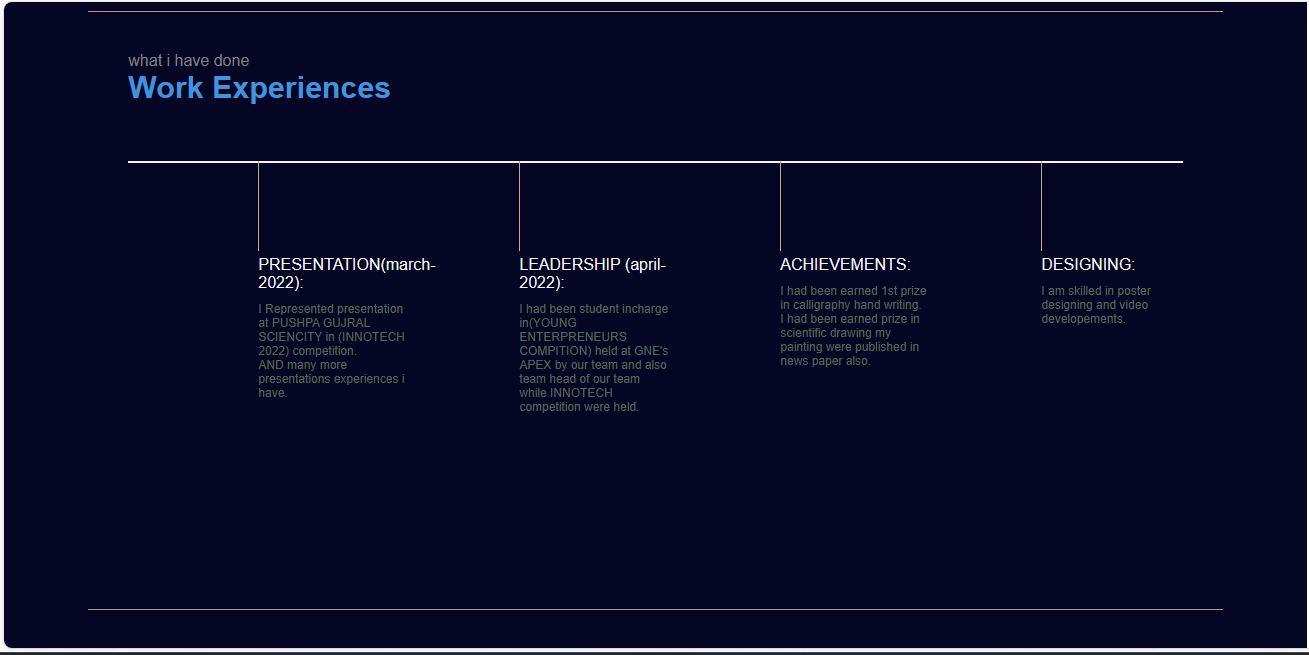 what i have done
Work Experiences
PRESENTATION(march-
2022):
I Represented presentation
at PUSHPA GUJRAL
SCIENCITY in (INNOTECH
2022) competition.
AND many more
presentations experiences i
have.
LEADERSHIP (april-
2022):
I had been student incharge
in(YOUNG
ENTERPRENEURS
COMPITION) held at GNE's
APEX by our team and also
team head of our team
while INNOTECH
competition were held.
ACHIEVEMENTS:
I had been earned 1st prize
in calligraphy hand writing.
I had been earned prize in
scientific drawing my
painting were published in
news paper also.
DESIGNING:
I am skilled in poster
designing and video
developements.